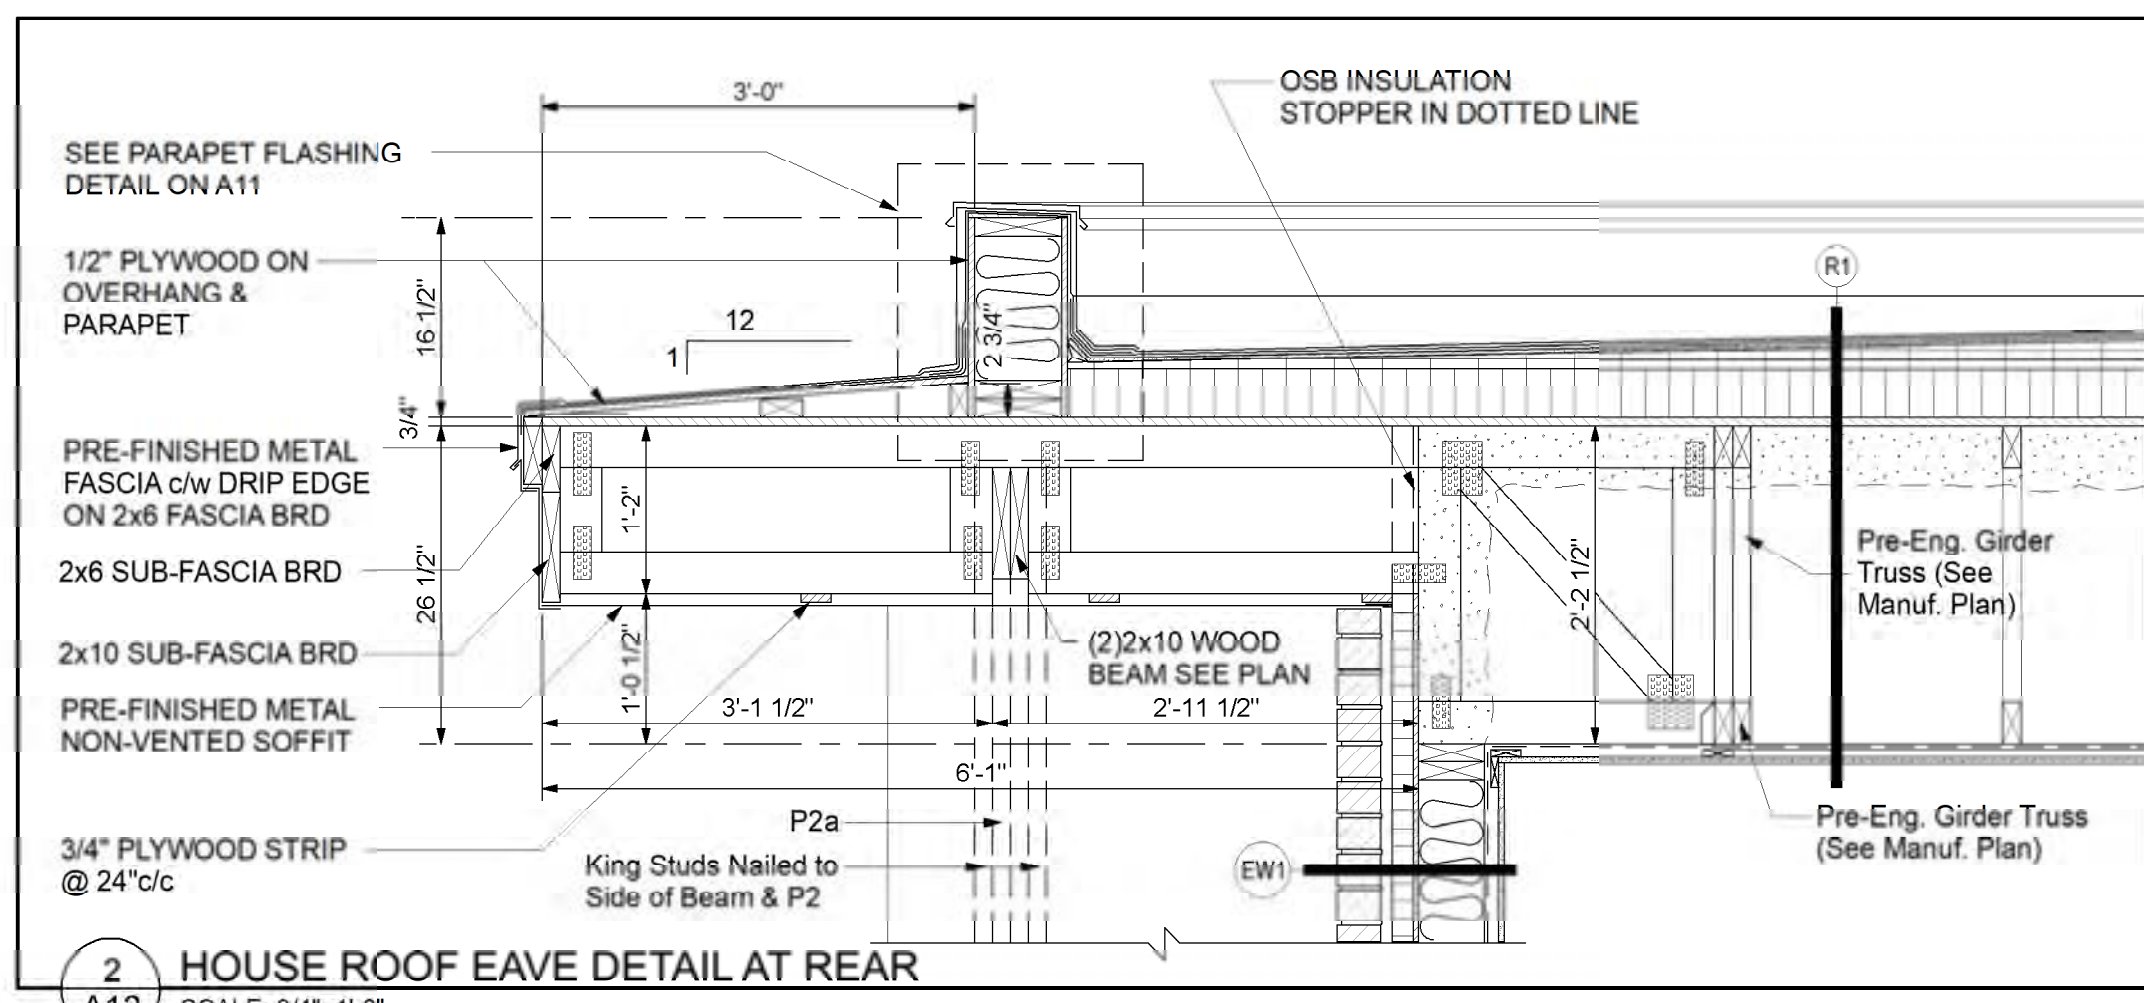 3'-0"
OSB INSULATION
STOPPER IN DOTTED LINE
SEE PARAPET FLASHING
DETAIL ON A11
1/2" PLYWOOD ON
OVERHANG &
PARAPET
16 1/2"
12
1
2 3/4"
R1
3/4"
PRE-FINISHED METAL
FASCIA c/w DRIP EDGE
ON 2x6 FASCIA BRD
2x6 SUB-FASCIA BRD
26 1/2"
1'-2"
2'-2 1/2"
Pre-Eng. Girder
Truss (See
Manuf. Plan)
2x10 SUB-FASCIA BRD
1'-0 1/2"
(2)2x10 WOOD
BEAM SEE PLAN
PRE-FINISHED METAL
NON-VENTED SOFFIT
3'-1 1/2"
2'-11 1/2"
6'-1"
P2a
Pre-Eng. Girder Truss
(See Manuf. Plan)
3/4" PLYWOOD STRIP
@ 24"c/c
King Studs Nailed to
Side of Beam & P2
EW1
2
HOUSE ROOF EAVE DETAIL AT REAR